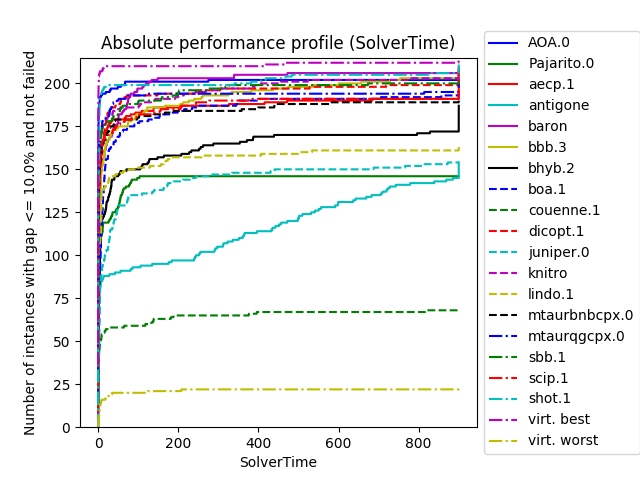 Absolute performance profile (SolverTime)
Number of instances with gap <= 10.0% and not failed
200
175
150
125
100
75
50
25
0
0 200 400 600 800
SolverTime
AOA.0
Pajarito.0
aecp.1
antigone
baron
bbb.3
bhyb.2
boa.1
couenne.1
dicopt.1
juniper.0
knitro
lindo.1
mtaurbnbcpx.0
mtaurqgcpx.0
sbb.1
scip.1
shot.1
virt. best
virt. worst